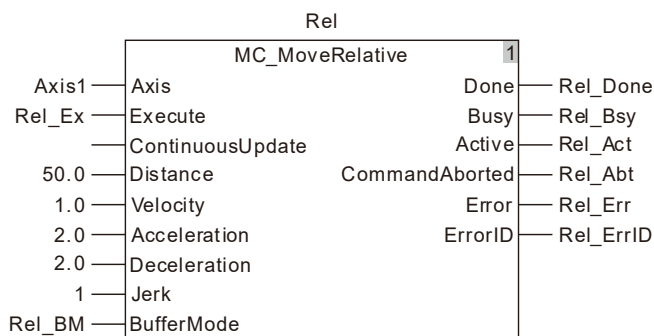 Rel
MC_MoveRelative 1
Axis1 Axis Done Rel_Done
Rel_Ex Execute Busy Rel_Bsy
ContinuousUpdate Active Rel_Act
50.0 Distance CommandAborted Rel_Abt
1.0 Velocity Error Rel_Err
2.0 Acceleration ErrorID Rel_ErrID
2.0 Deceleration
1 Jerk
Rel_BM BufferMode